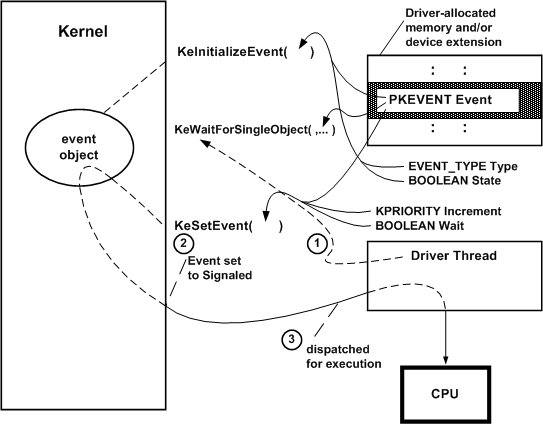 Kernel
Driver-allocated
memory and/or
device extension
KeInitializeEvent( )
: :
PKEVENT Event
: :
event
object
KeWaitForSingleObject( ,... )
EVENT_TYPE Type
BOOLEAN State
KPRIORITY Increment
BOOLEAN Wait
KeSetEvent( )
2
Event set
to Signaled
1
Driver Thread
3
dispatched
for execution
CPU